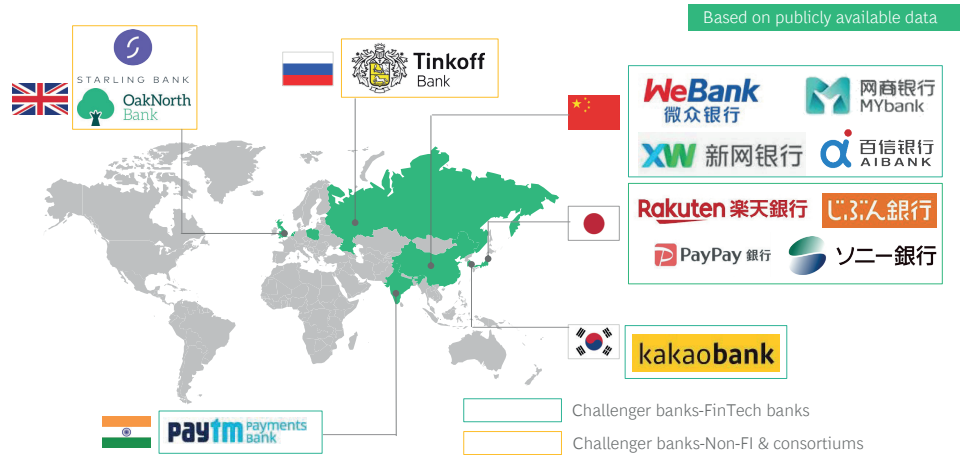 Based on publicly available data
STARLING BANK
OakNorth
Bank
Tinkoff
Bank
WeBank
微众银行
网商银行
MYbank
XW 新网银行
百信银行
AIBANK
Rakuten 楽天銀行
じぶん銀行
PayPay 銀行
ソニー銀行
kakaobank
paytm payments
Bank
Challenger banks-FinTech banks
Challenger banks-Non-FI & consortiums